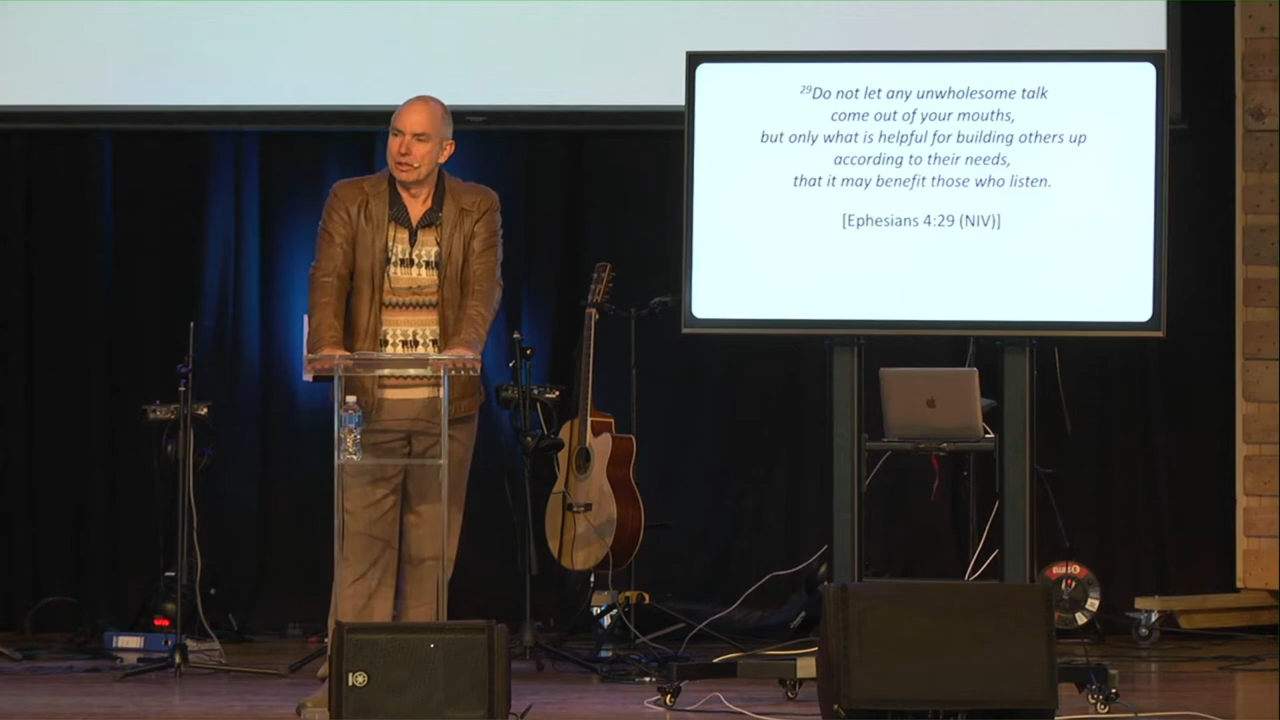 ²⁹Do not let any unwholesome talk
come out of your mouths,
but only what is helpful for building others up
according to their needs,
that it may benefit those who listen.
[Ephesians 4:29 (NIV)]